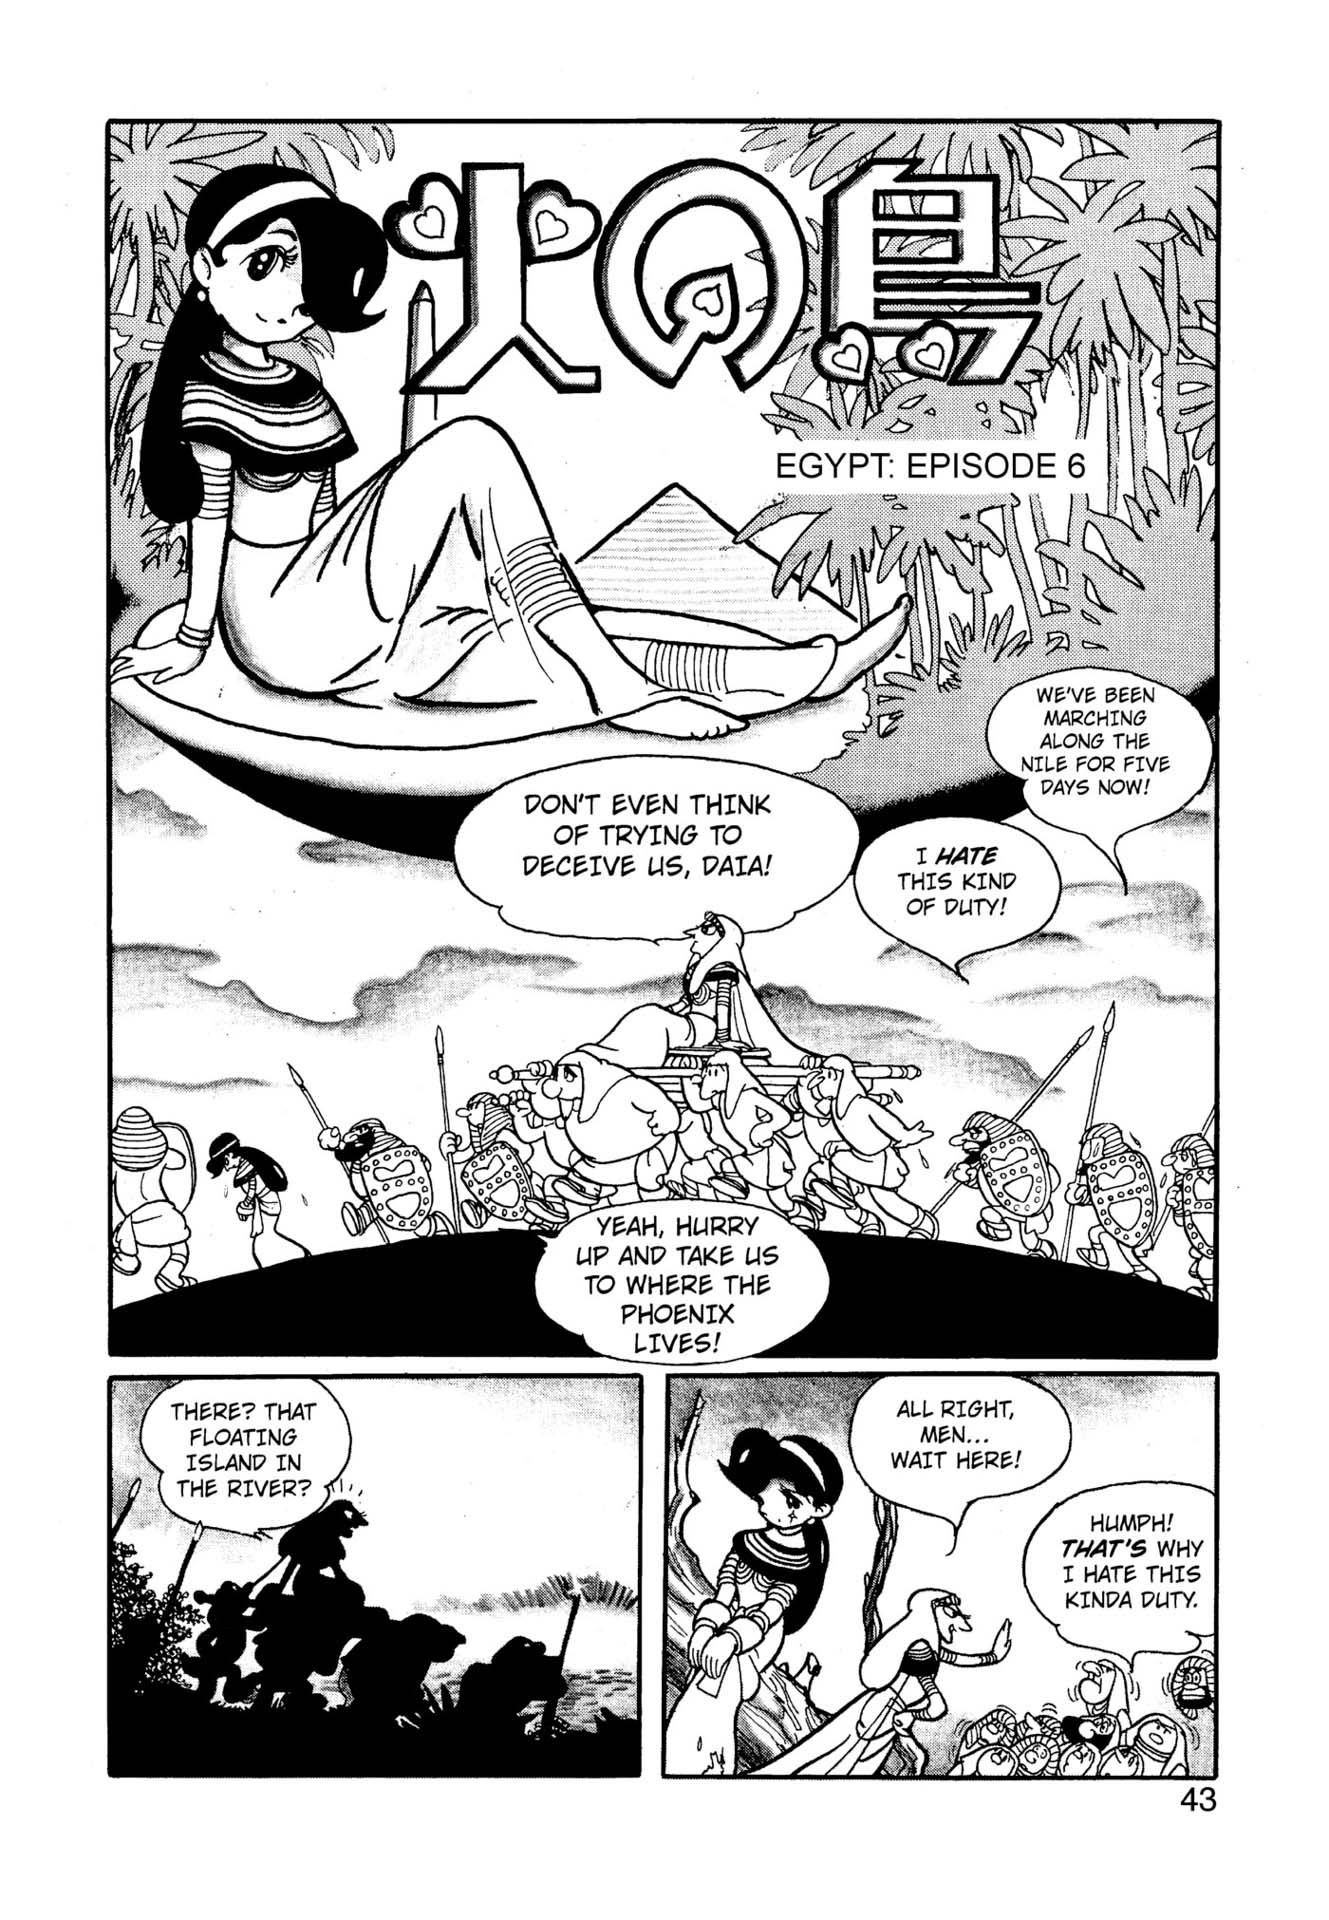 火の鳥
EGYPT: EPISODE 6
WE'VE BEEN
MARCHING
ALONG THE
NILE FOR FIVE
DAYS NOW!
I HATE
THIS KIND
OF DUTY!
DON'T EVEN THINK
OF TRYING TO
DECEIVE US, DAIA!
YEAH, HURRY
UP AND TAKE US
TO WHERE THE
PHOENIX
LIVES!
THERE? THAT
FLOATING
ISLAND IN
THE RIVER?
ALL RIGHT,
MEN...
WAIT HERE!
HUMPH!
THAT'S WHY
I HATE THIS
KINDA DUTY.
43